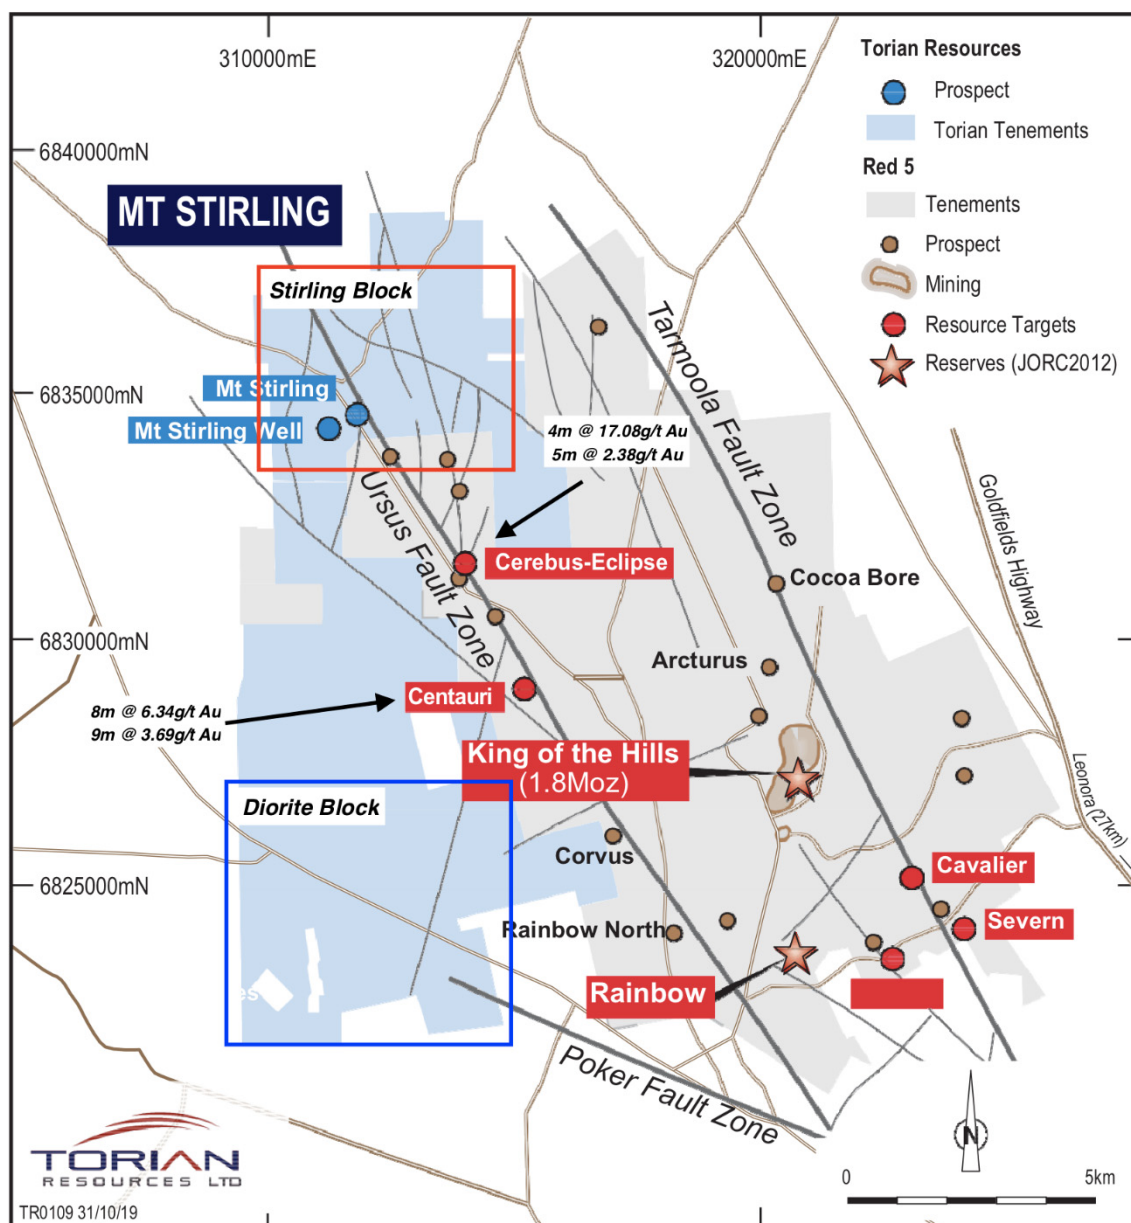 310000mE
320000mE
Torian Resources
Prospect
Torian Tenements
Red 5
Tenements
Prospect
Mining
Resource Targets
Reserves (JORC2012)
6840000mN
MT STIRLING
Stirling Block
Tarmoola Fault Zone
6835000mN
Mt Stirling
Mt Stirling Well
4m @ 17.08g/t Au
5m @ 2.38g/t Au
Ursus Fault Zone
Goldfields Highway
Cerebus-Eclipse
Cocoa Bore
6830000mN
Arcturus
Centauri
8m @ 6.34g/t Au
9m @ 3.69g/t Au
King of the Hills
(1.8Moz)
Leonora (27km)
Diorite Block
Corvus
6825000mN
Cavalier
Rainbow North
Severn
Rainbow
es
Poker Fault Zone
N
TORIAN
RESOURCES LTD
0
5km
TR0109 31/10/19